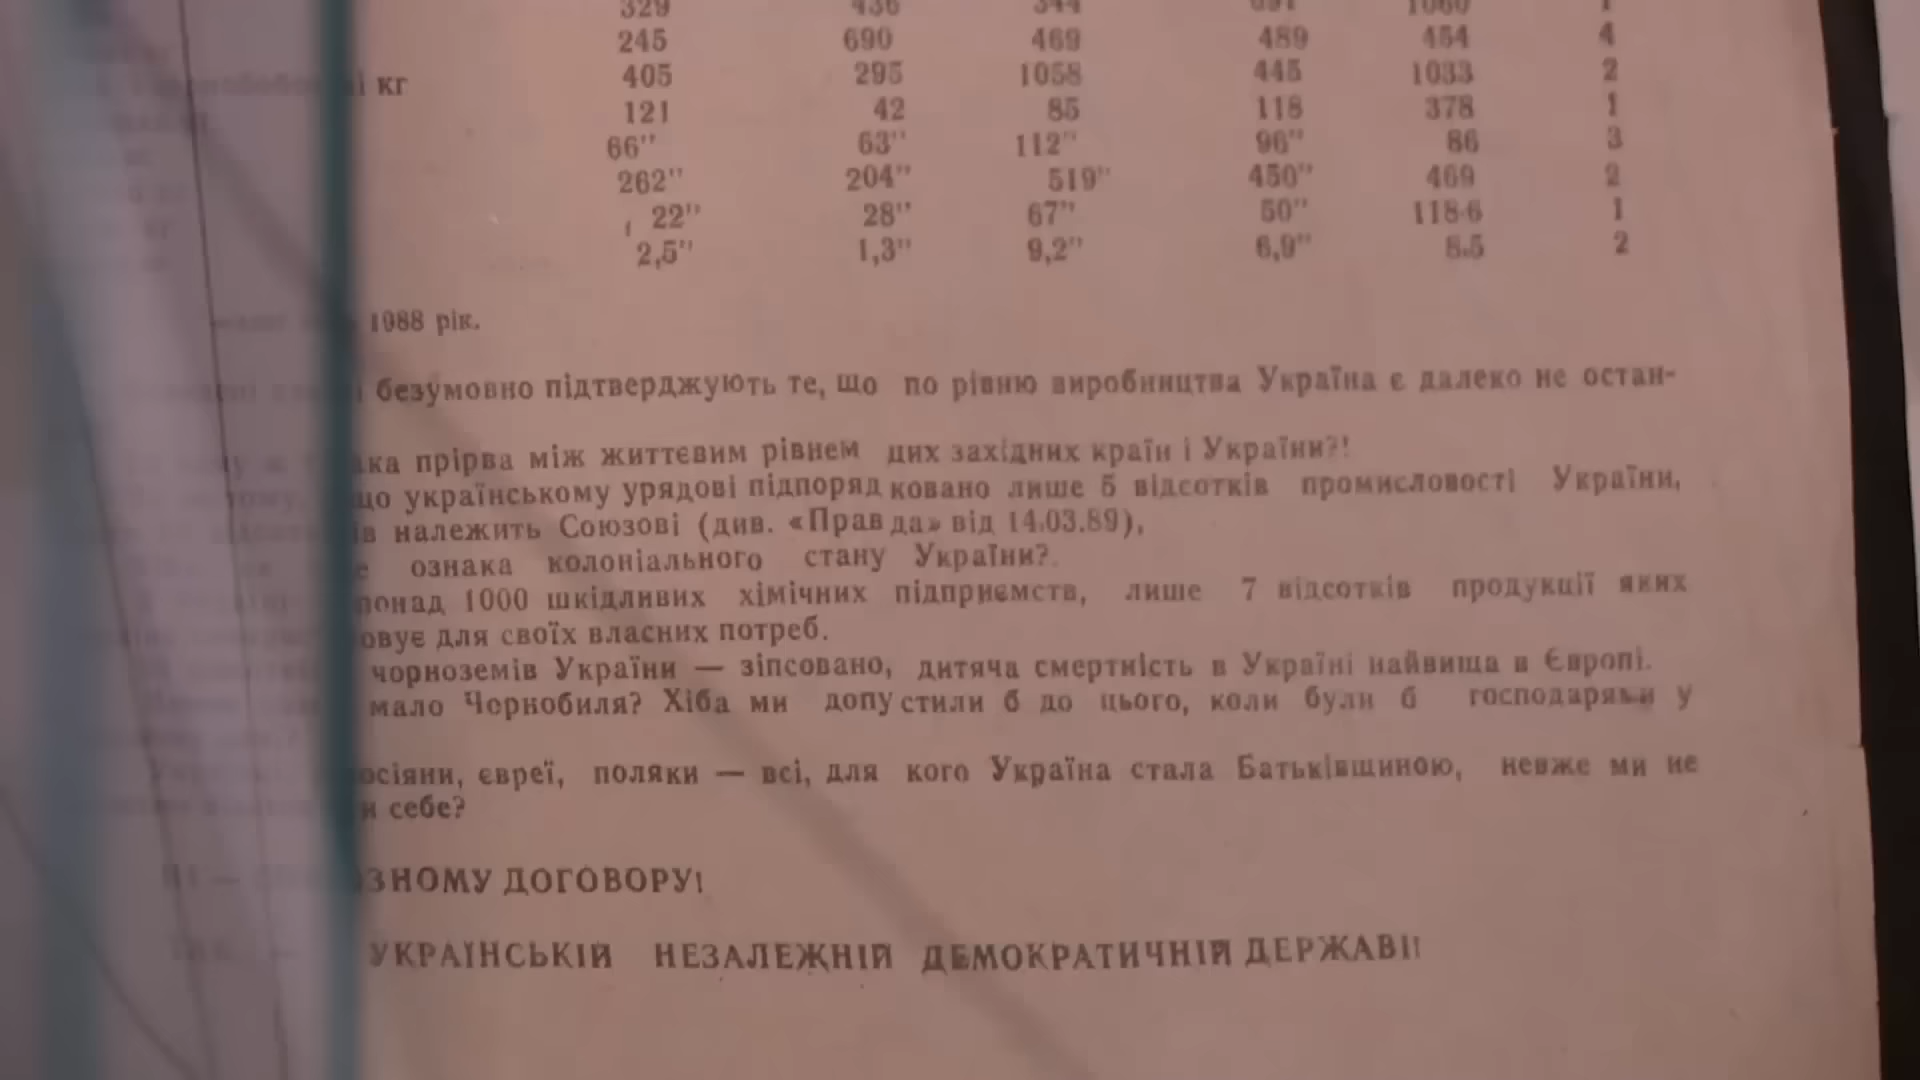 245 690 469 489 454 4
і кг 405 295 1058 445 1033 2
121 42 85 118 378 1
66" 63" 112" 96" 86 3
262" 204" 519" 450" 469 2
22" 28" 67" 50" 118.6 1
2,5" 1,3" 9,2" 6,9" 8.5 2
1988 рік.
безумовно підтверджують те, що по рівню виробництва Україна є далеко не остан-
прірва між життєвим рівнем цих західних країн і України?!
що українському урядові підпорядковано лише 5 відсотків промисловості України,
належить Союзові (див. «Правда» від 14.03.89),
ознака колоніального стану України?
понад 1000 шкідливих хімічних підприємств, лише 7 відсотків продукції яких
для своїх власних потреб.
чорноземів України — зіпсовано, дитяча смертність в Україні найвища в Європі.
мало Чорнобиля? Хіба ми допустили б до цього, коли були б господарями у
осіяни, євреї, поляки — всі, для кого Україна стала Батьківщиною, невже ми не
себе?
ЗНОМУ ДОГОВОРУ!
УКРАЇНСЬКІЙ НЕЗАЛЕЖНІЙ ДЕМОКРАТИЧНІЙ ДЕРЖАВІ!